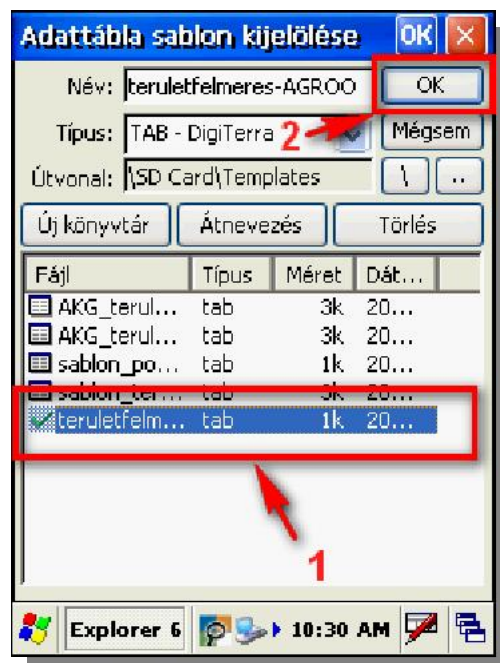 Adattábla sablon kijelölése OK
Név: teruletfelmeres-AGROO OK
Típus: TAB - DigiTerra 2 Mégsem
Útvonal: \SD Card\Templates \ ..
Új könyvtár Átnevezés Törlés
Fájl Típus Méret Dát...
AKG_terul... tab 3k 20...
AKG_terul... tab 3k 20...
sablon_po... tab 1k 20...
sablon_ter... tab 3k 20...
teruletfelm... tab 1k 20...
1
Explorer 6 10:30 AM